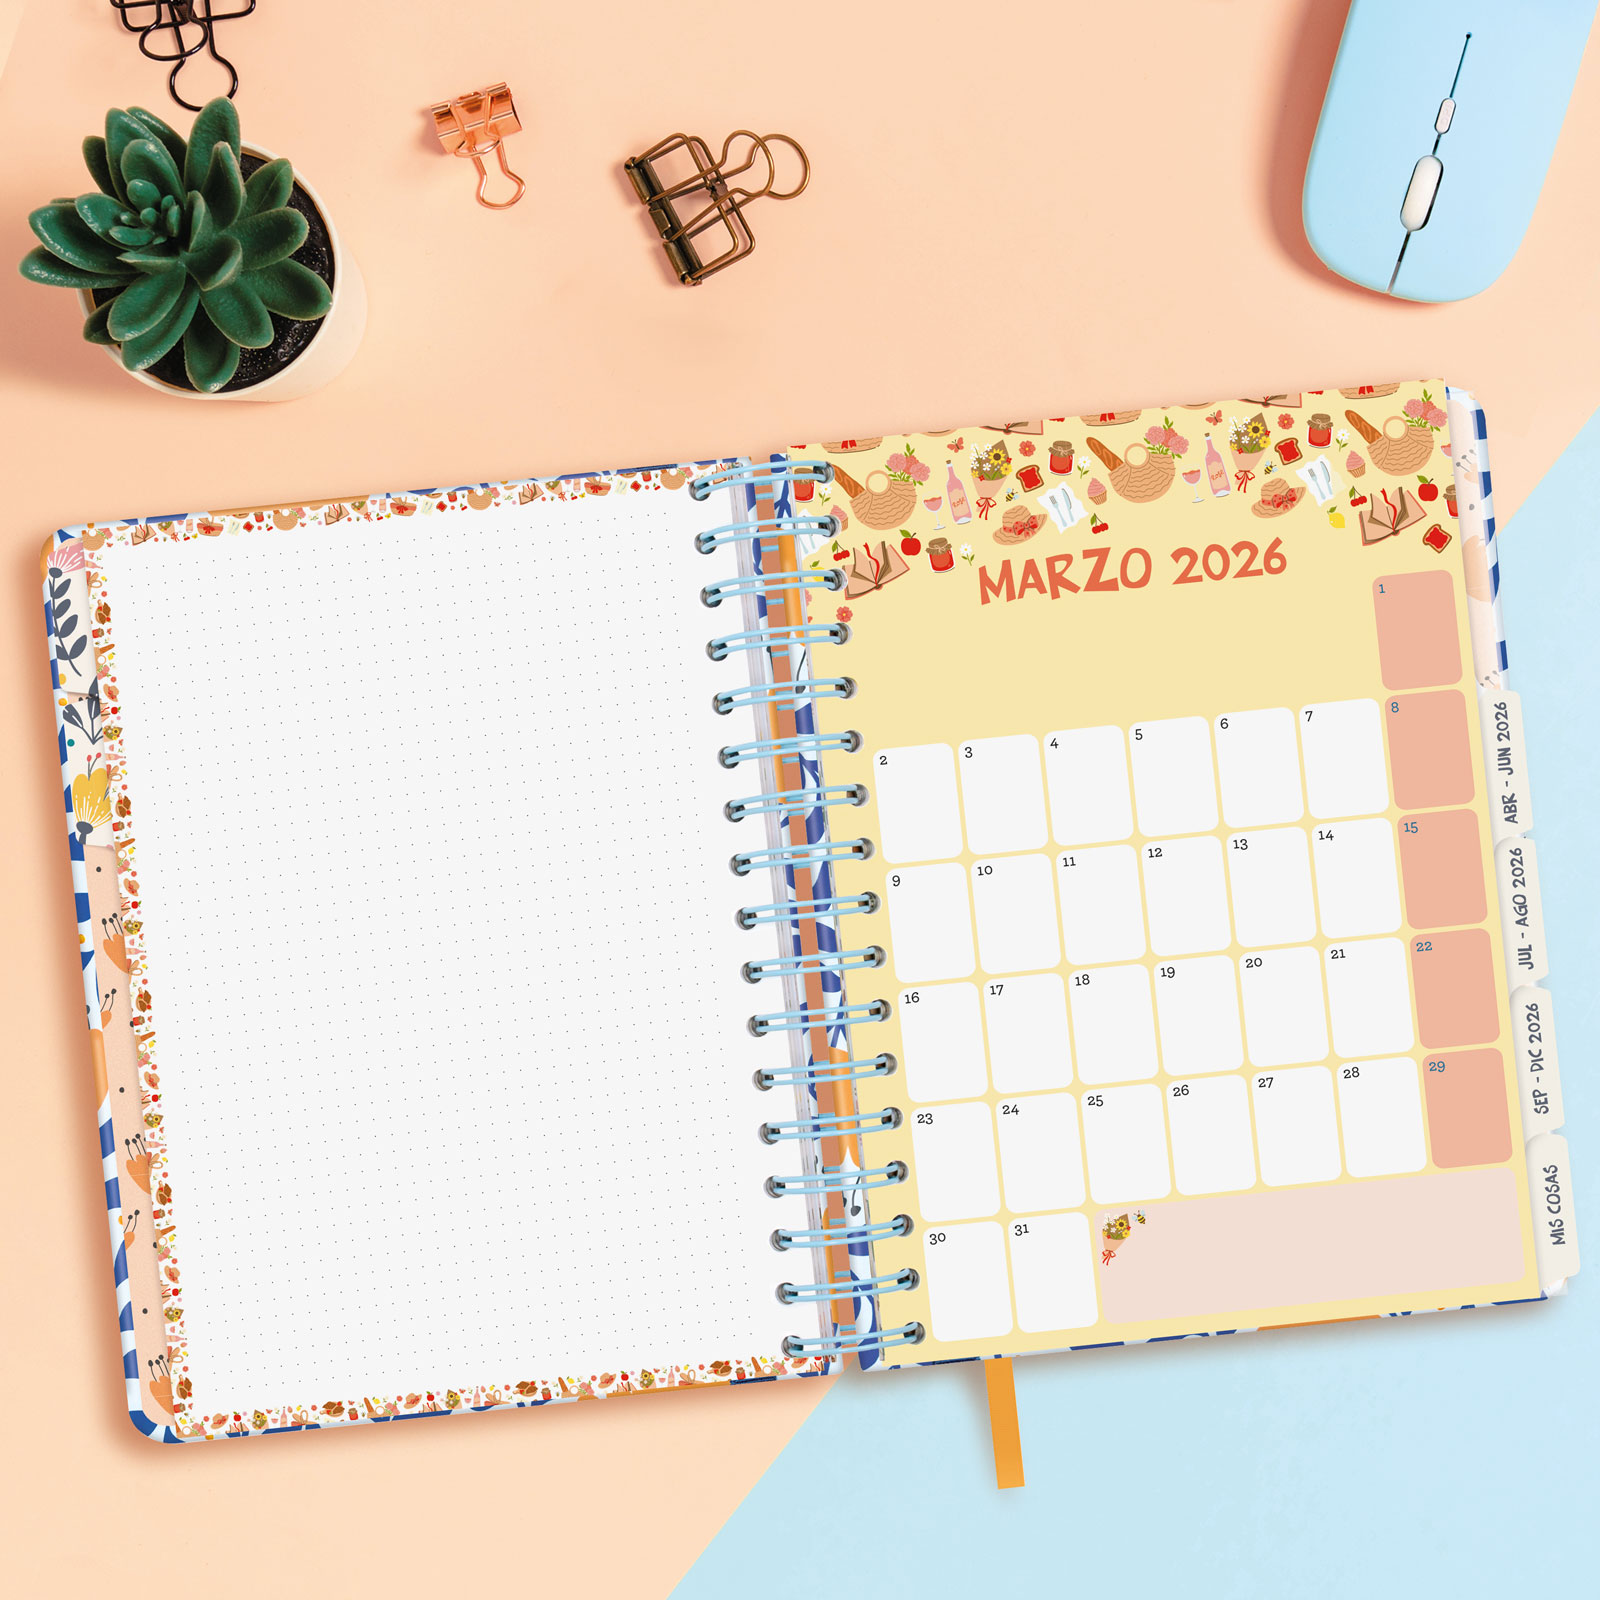 MARZO 2026
1
2 3 4 5 6 7 8
9 10 11 12 13 14 15
16 17 18 19 20 21 22
23 24 25 26 27 28 29
30 31
ABR - JUN 2026
JUL - AGO 2026
SEP - DIC 2026
MIS COSAS